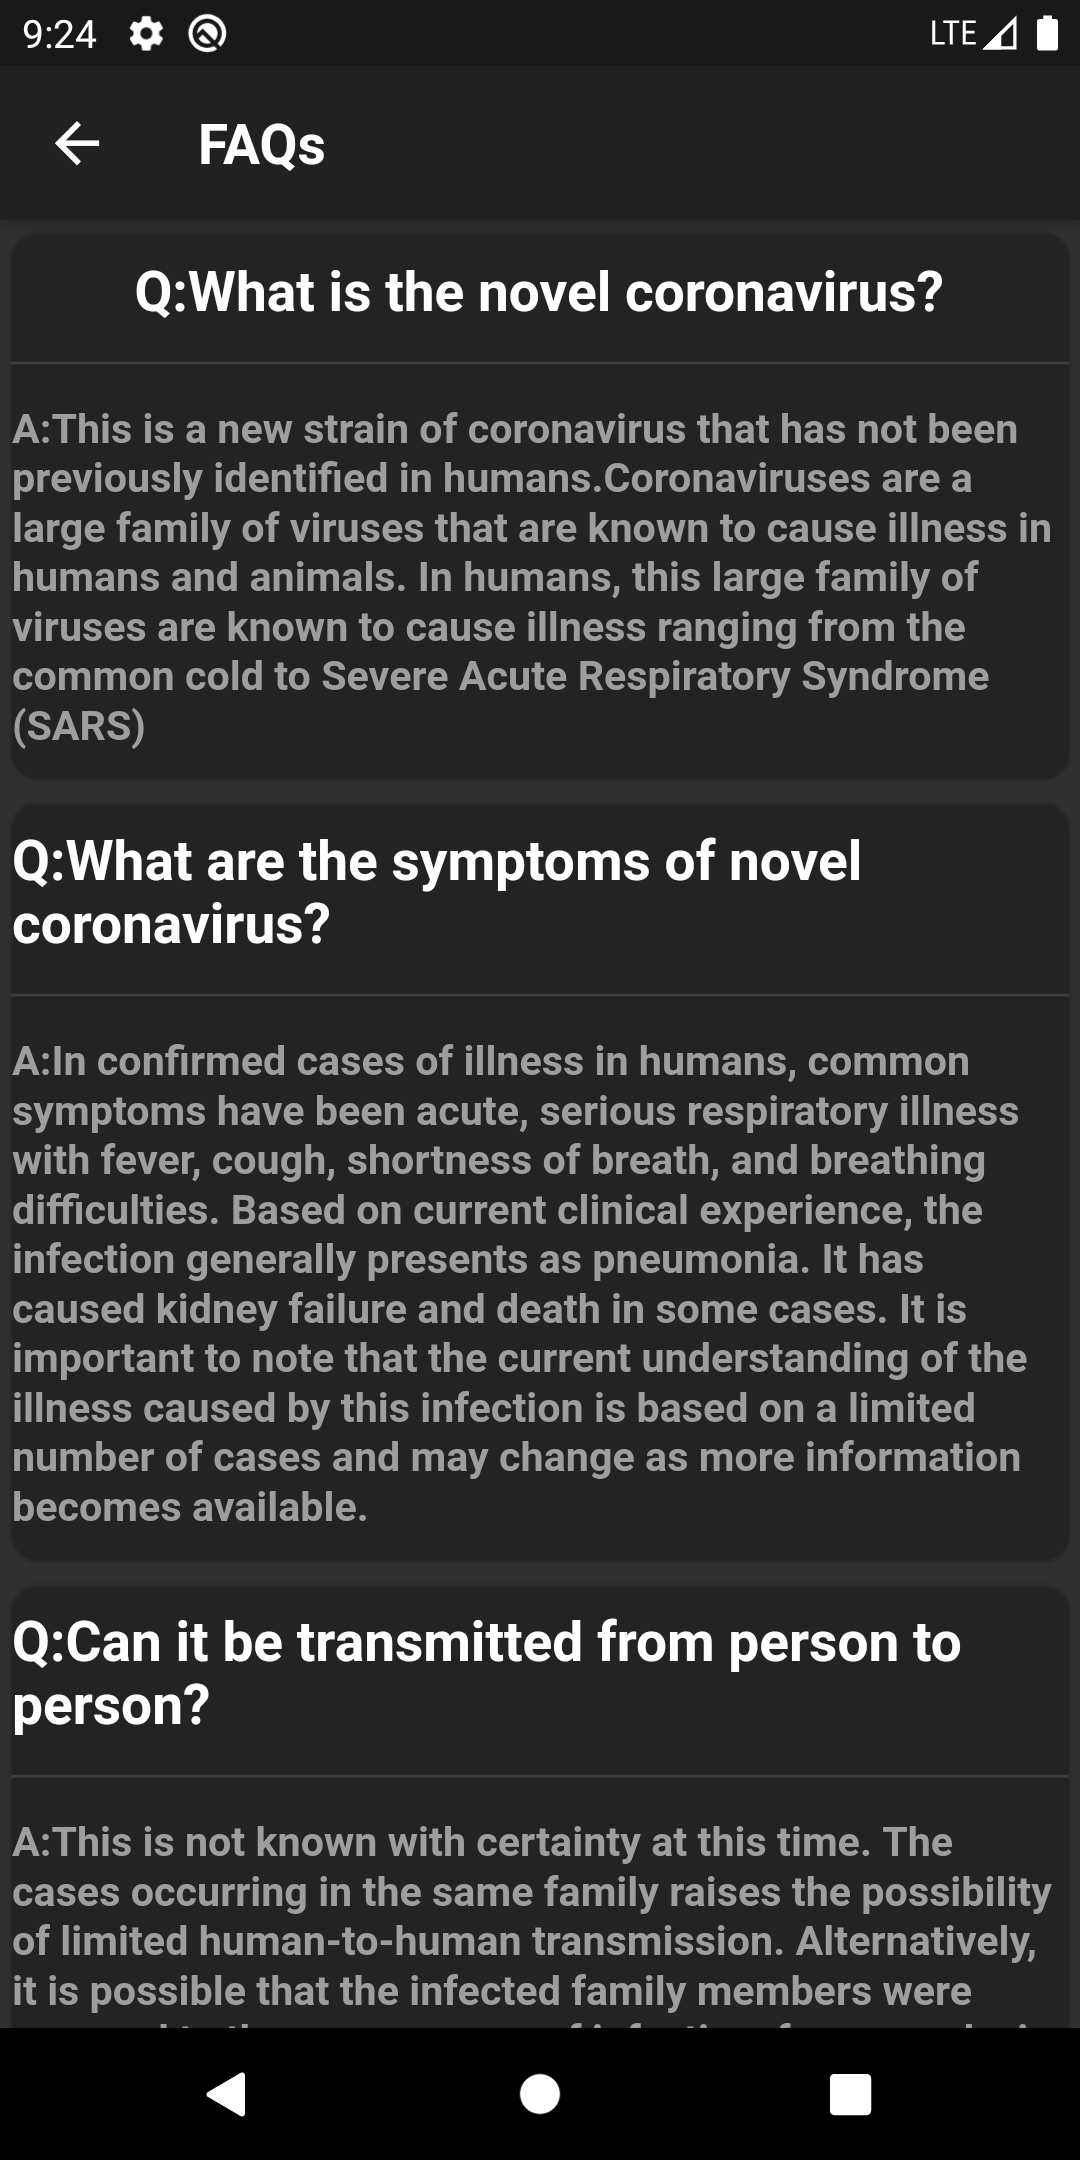 9:24
LTE
FAQs
Q:What is the novel coronavirus?
A:This is a new strain of coronavirus that has not been
previously identified in humans.Coronaviruses are a
large family of viruses that are known to cause illness in
humans and animals. In humans, this large family of
viruses are known to cause illness ranging from the
common cold to Severe Acute Respiratory Syndrome
(SARS)
Q:What are the symptoms of novel
coronavirus?
A:In confirmed cases of illness in humans, common
symptoms have been acute, serious respiratory illness
with fever, cough, shortness of breath, and breathing
difficulties. Based on current clinical experience, the
infection generally presents as pneumonia. It has
caused kidney failure and death in some cases. It is
important to note that the current understanding of the
illness caused by this infection is based on a limited
number of cases and may change as more information
becomes available.
Q:Can it be transmitted from person to
person?
A:This is not known with certainty at this time. The
cases occurring in the same family raises the possibility
of limited human-to-human transmission. Alternatively,
it is possible that the infected family members were